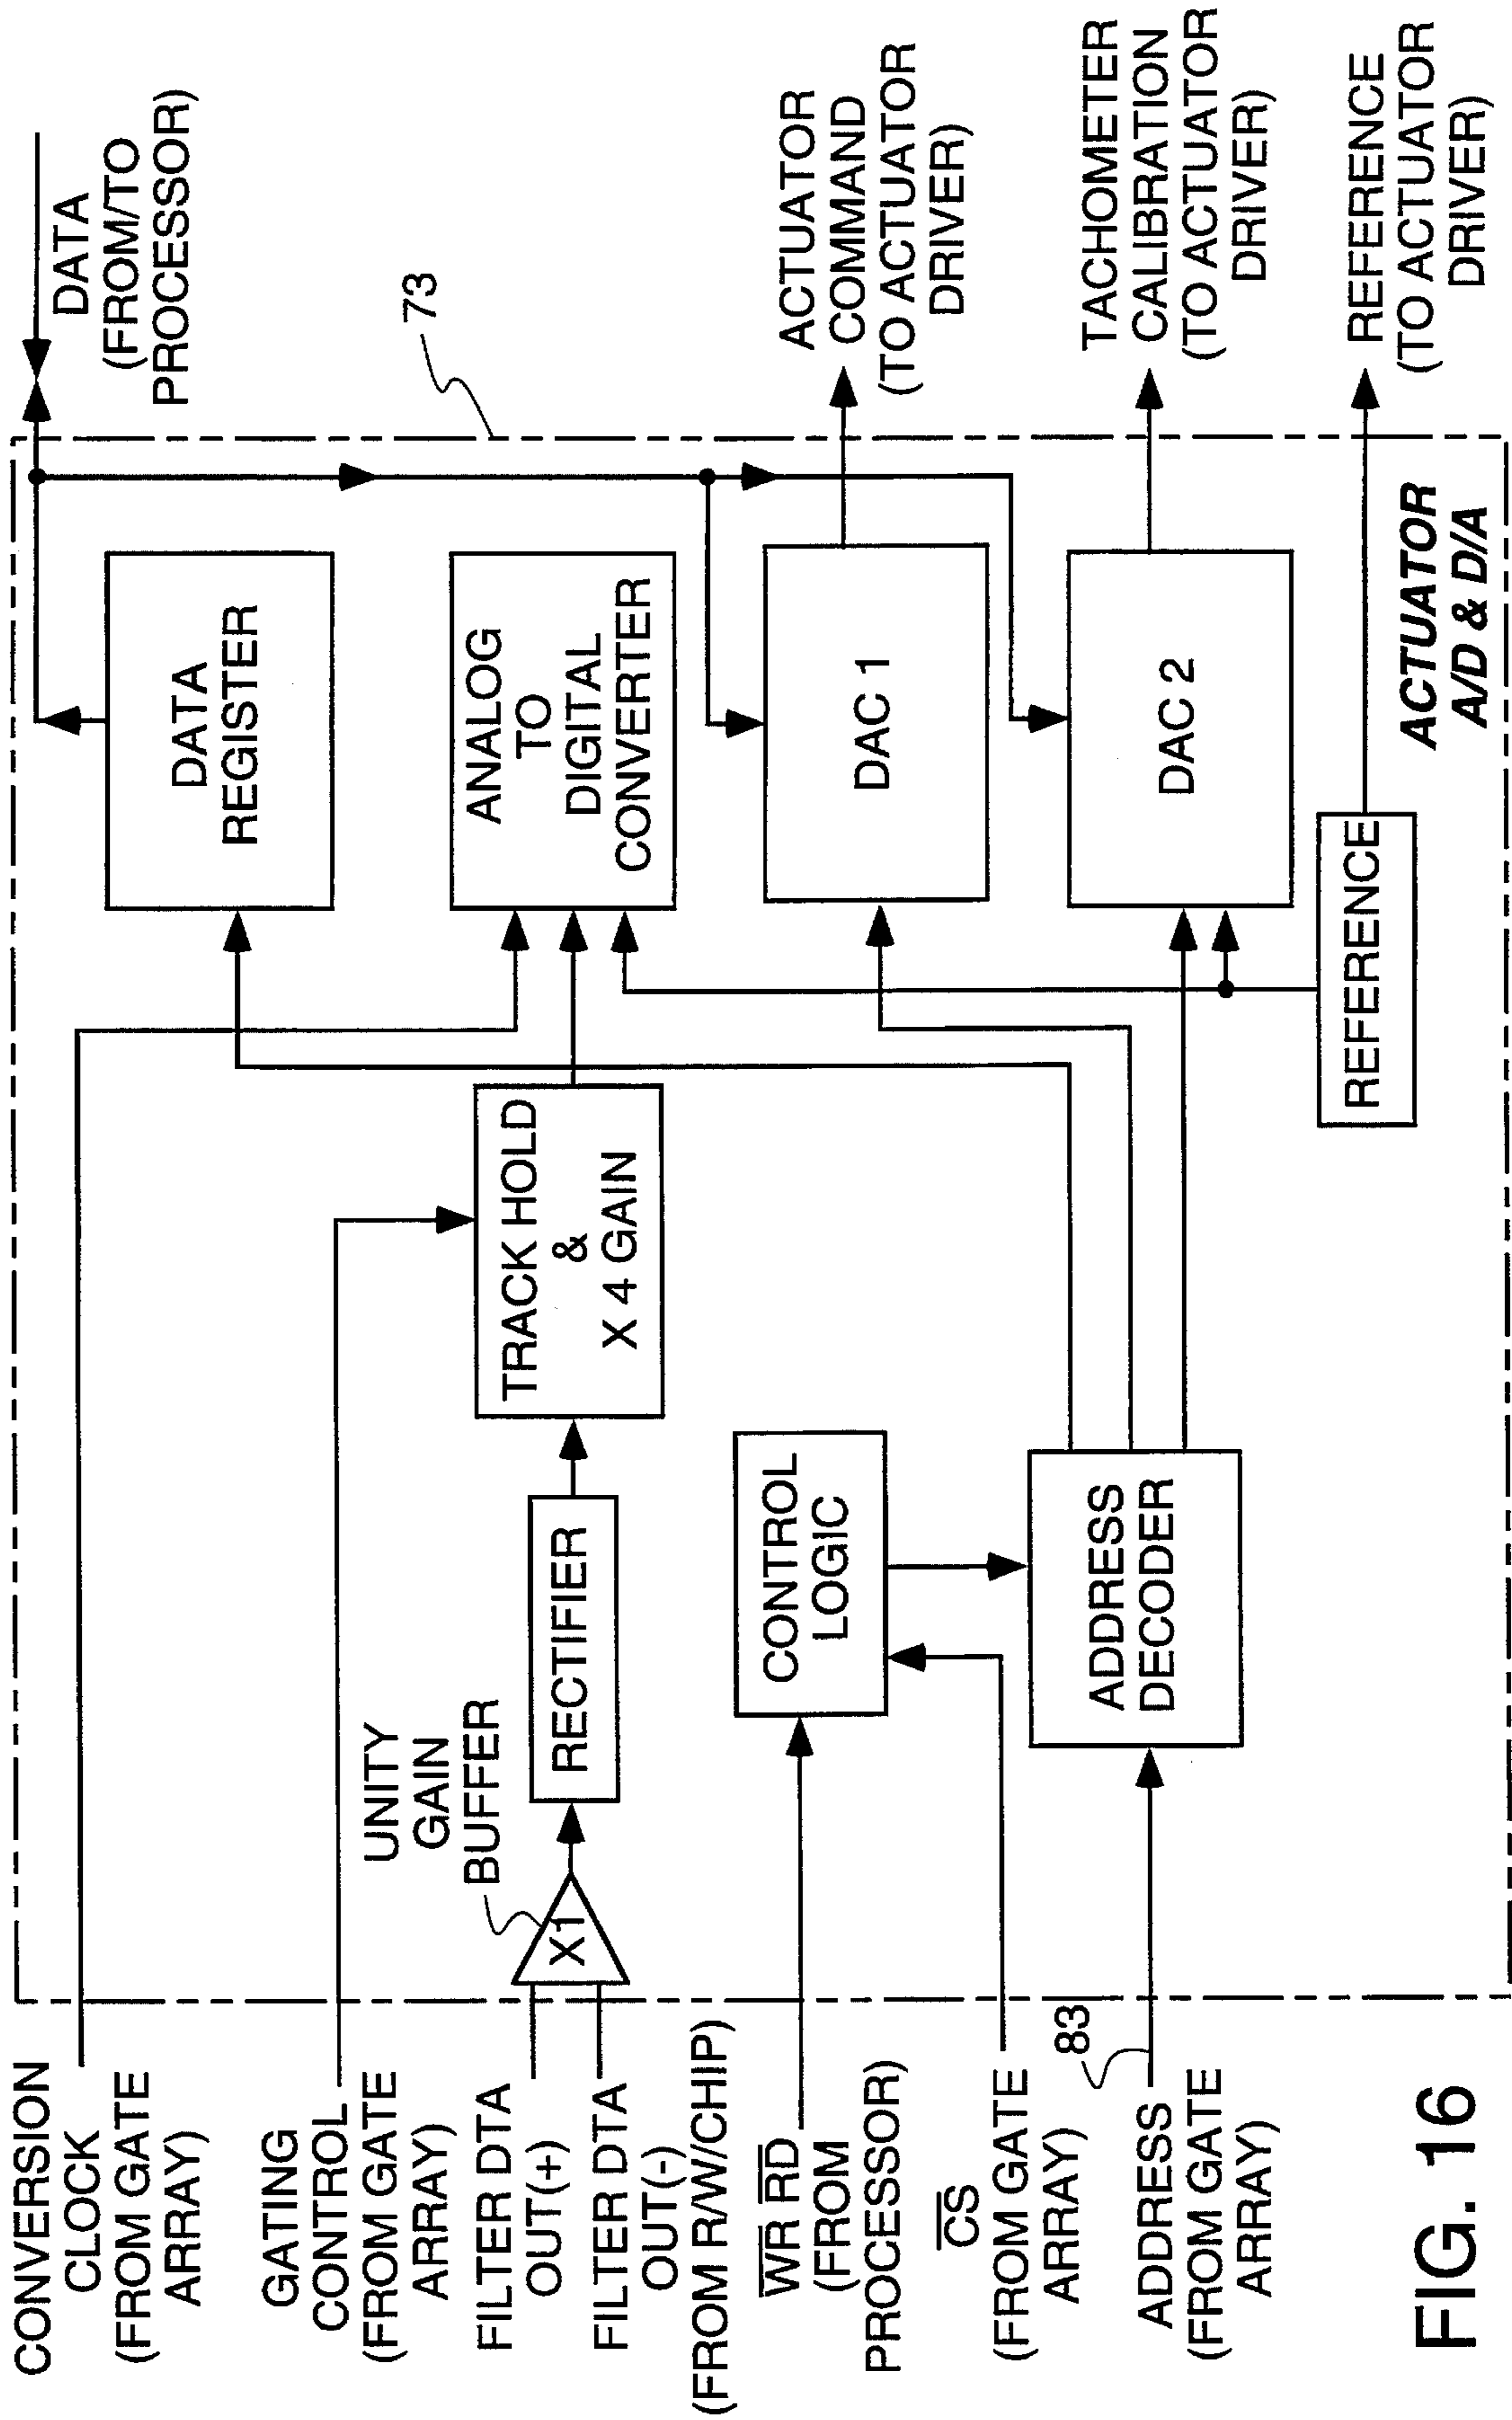 CONVERSION
CLOCK
(FROM GATE
ARRAY)
GATING
CONTROL
(FROM GATE
ARRAY)
FILTER DTA
OUT(+)
FILTER DTA
OUT(-)
(FROM R/W/CHIP)
WR RD
(FROM
PROCESSOR)
CS
(FROM GATE
ARRAY)
83
ADDRESS
(FROM GATE
ARRAY)
UNITY
GAIN
BUFFER
X1
RECTIFIER
TRACK HOLD
&
X 4 GAIN
CONTROL
LOGIC
ADDRESS
DECODER
DATA
REGISTER
ANALOG
TO
DIGITAL
CONVERTER
DAC 1
DAC 2
REFERENCE
ACTUATOR
A/D & D/A
73
DATA
(FROM/TO
PROCESSOR)
ACTUATOR
COMMAND
(TO ACTUATOR
DRIVER)
TACHOMETER
CALIBRATION
(TO ACTUATOR
DRIVER)
REFERENCE
(TO ACTUATOR
DRIVER)
FIG. 16